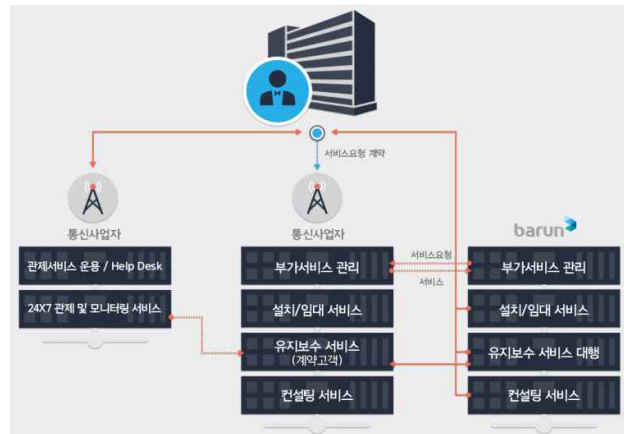 서비스요청 계약
통신사업자
통신사업자
barun
관제서비스 운용 / Help Desk
24X7 관제 및 모니터링 서비스
부가서비스 관리
설치/임대 서비스
유지보수 서비스
(계약고객)
컨설팅 서비스
서비스요청
서비스
부가서비스 관리
설치/임대 서비스
유지보수 서비스 대행
컨설팅 서비스